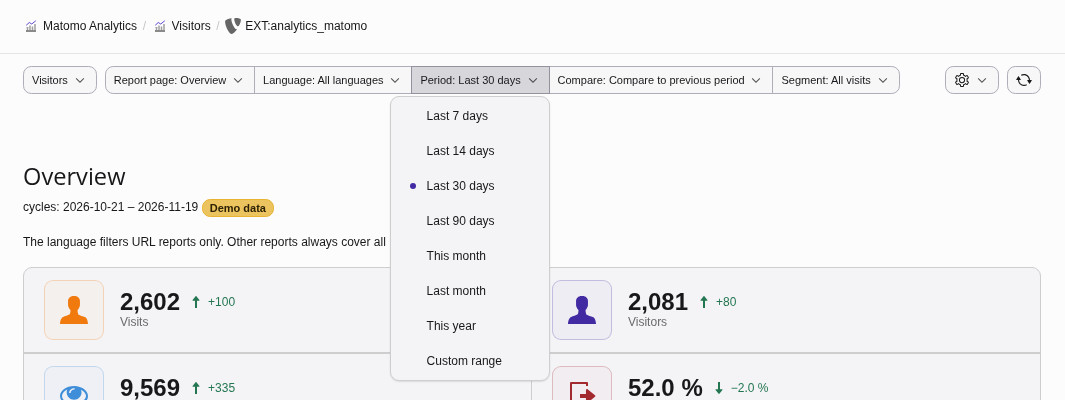 Matomo Analytics / Visitors / EXT:analytics_matomo
Visitors Report page: Overview Language: All languages Period: Last 30 days Compare: Compare to previous period Segment: All visits
Last 7 days
Last 14 days
Last 30 days
Last 90 days
This month
Last month
This year
Custom range
Overview
cycles: 2026-10-21 – 2026-11-19 Demo data
The language filters URL reports only. Other reports always cover all
2,602 +100
Visits
2,081 +80
Visitors
9,569 +335
52.0 % −2.0 %